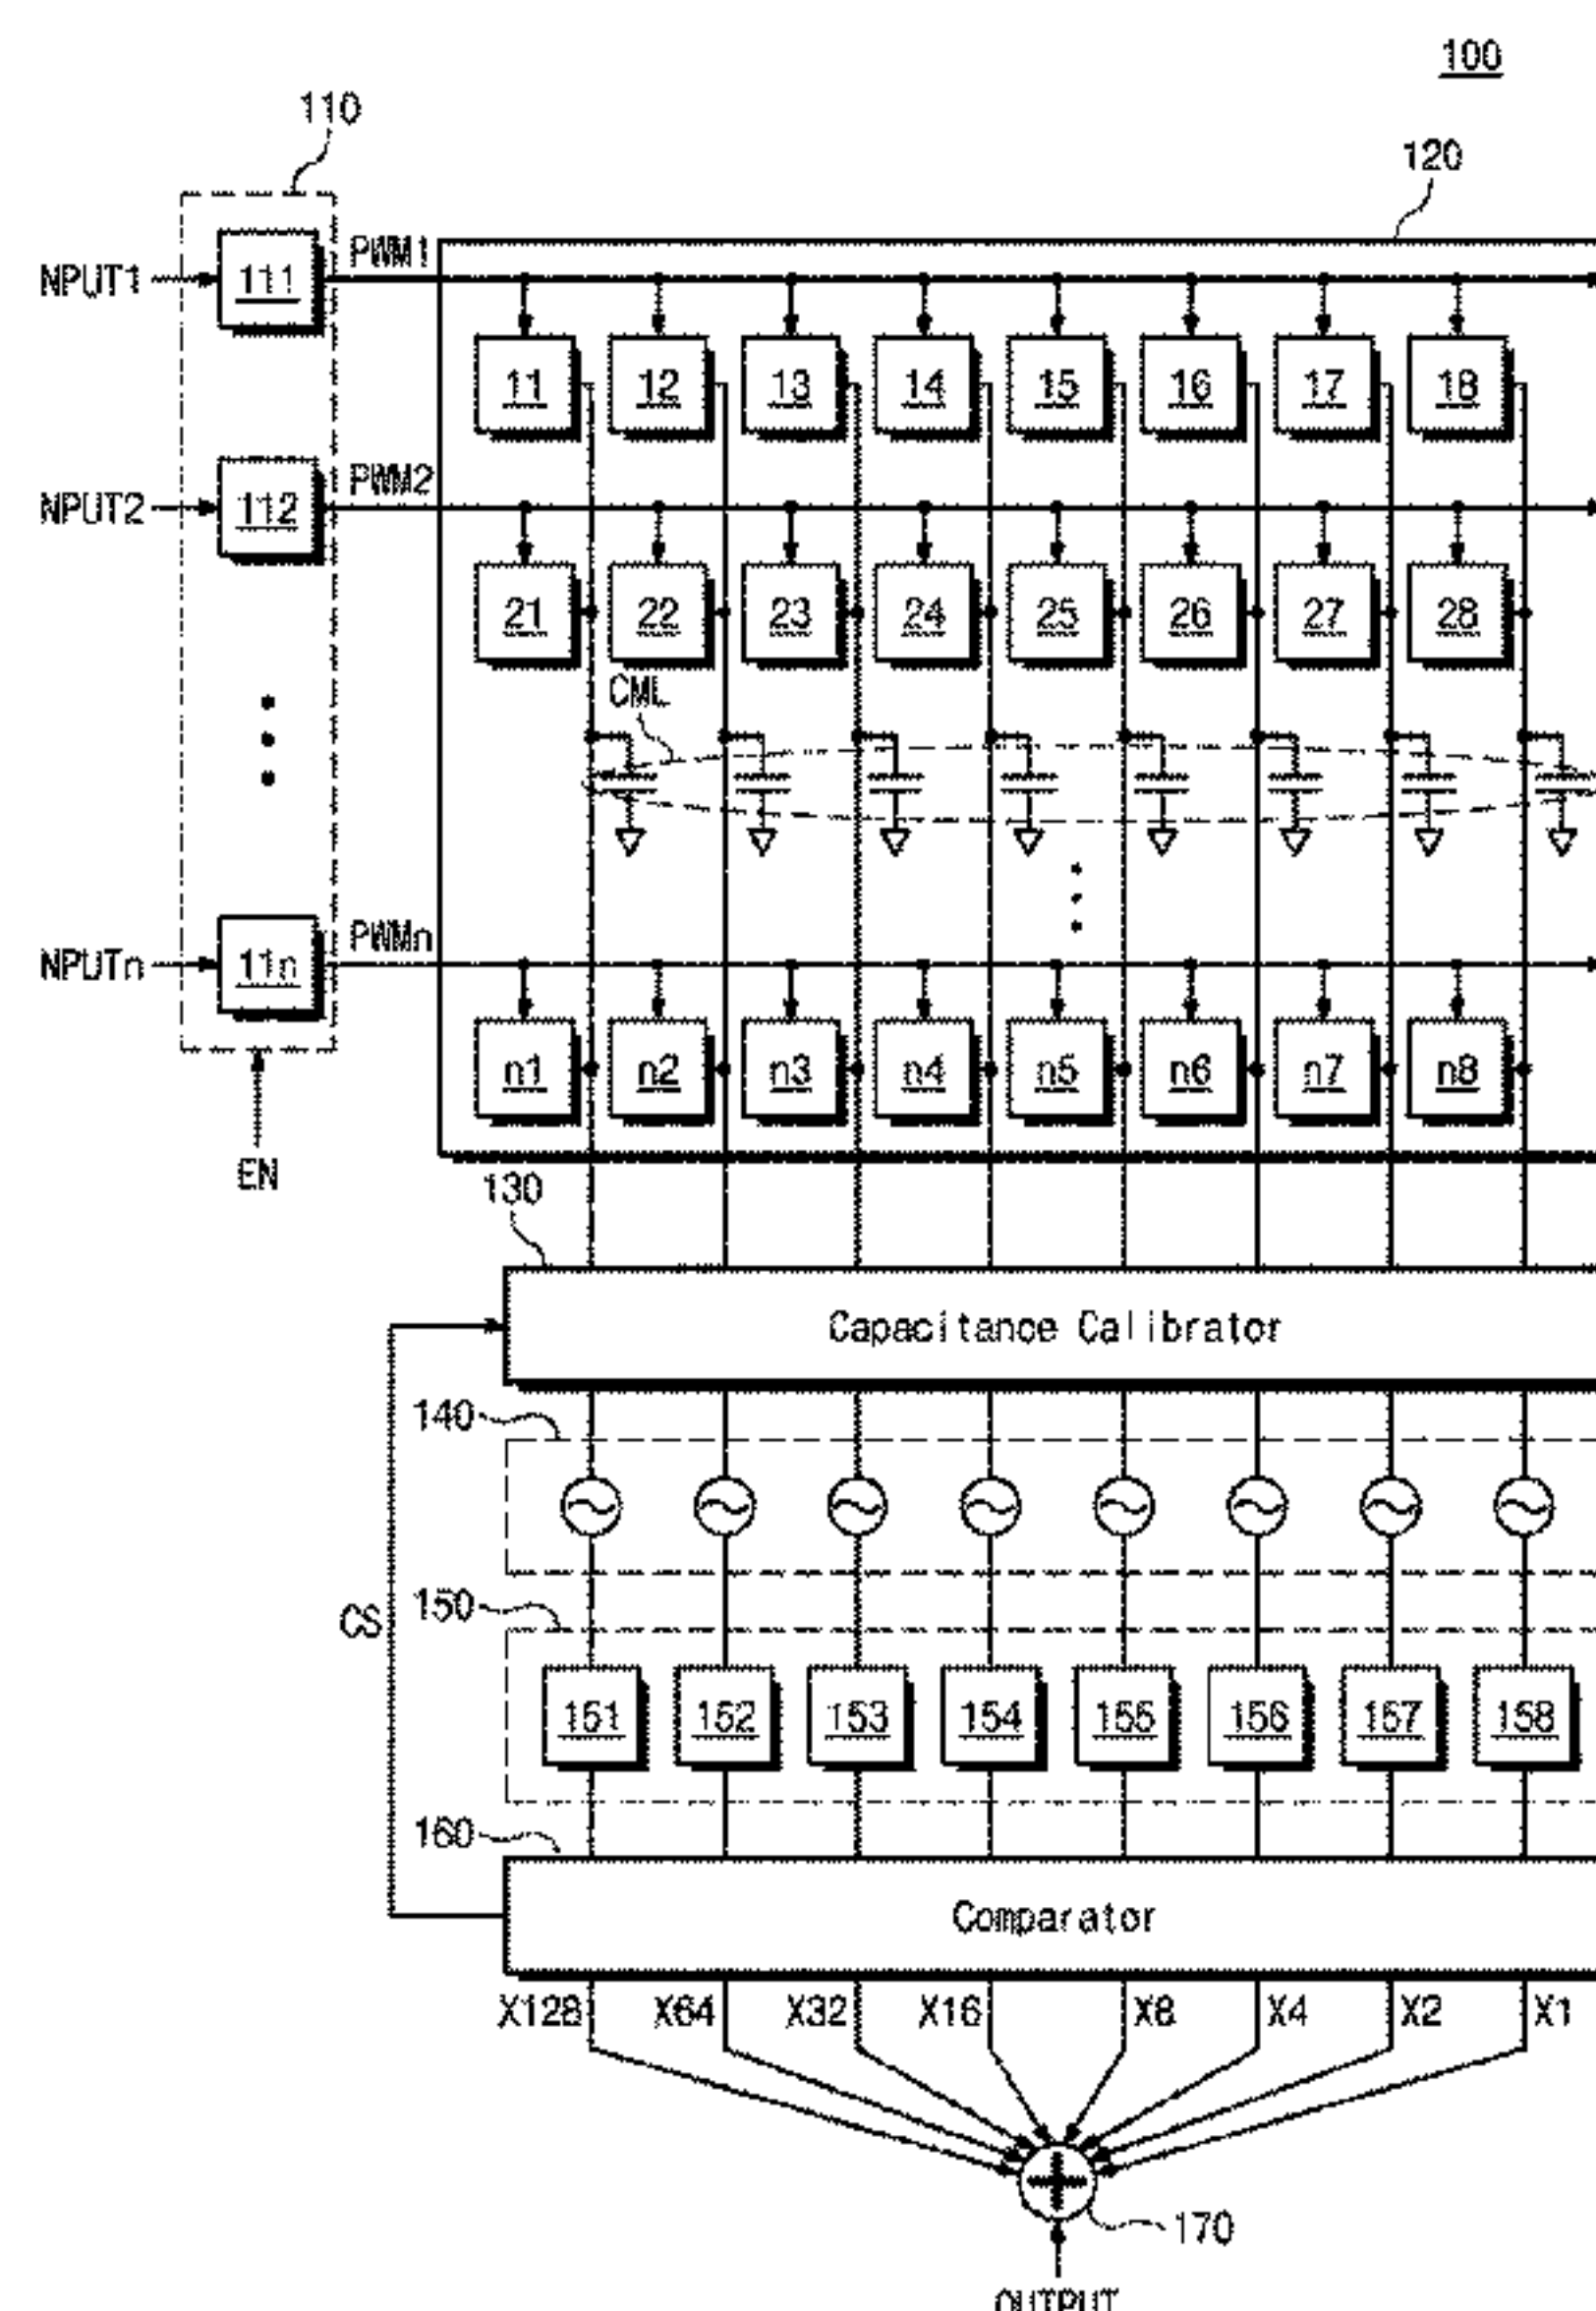 100
110
120
NPUT1 111 PWM1
11 12 13 14 15 16 17 18
NPUT2 112 PWM2
21 22 23 24 25 26 27 28
CML
NPUTn 11n PWMn
n1 n2 n3 n4 n5 n6 n7 n8
EN
130
Capacitance Calibrator
140
CS
150
151 152 153 154 155 156 157 158
160
Comparator
X128 X64 X32 X16 X8 X4 X2 X1
170
OUTPUT